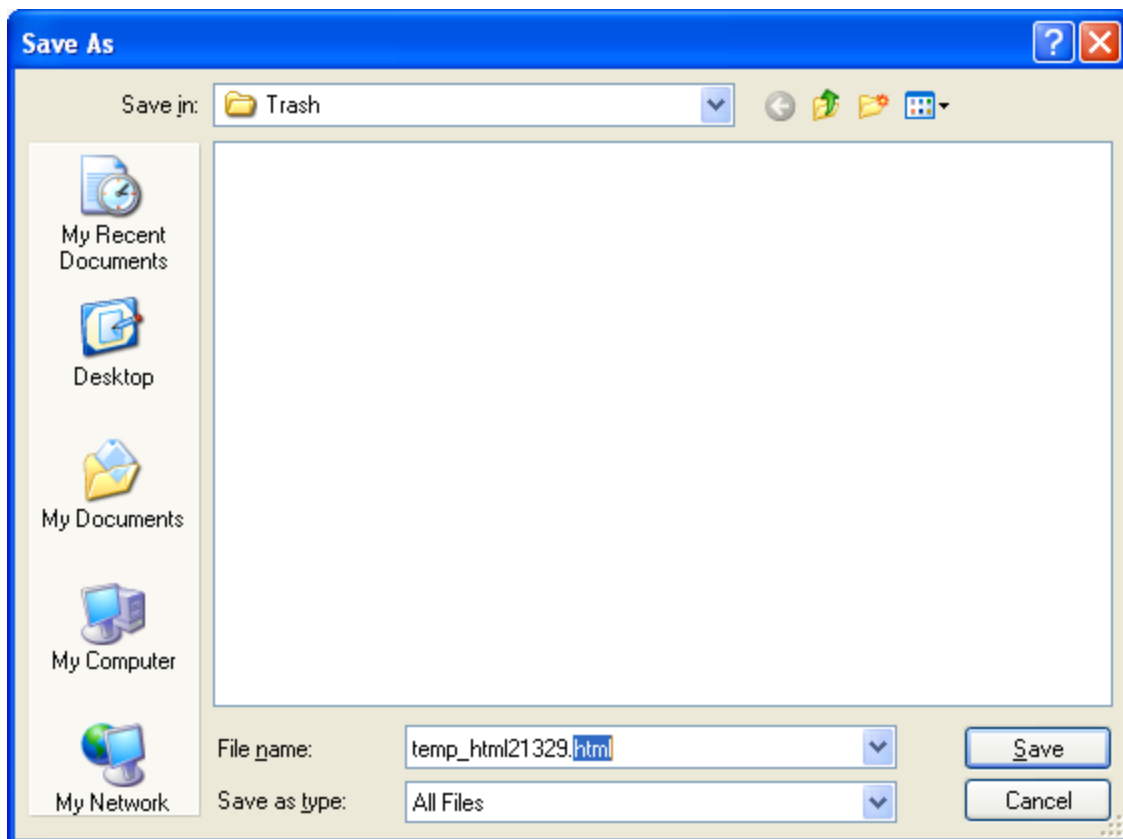 Save As
?
Save in:
Trash
My Recent
Documents
Desktop
My Documents
My Computer
My Network
File name:
temp_html21329.html
Save
Save as type:
All Files
Cancel